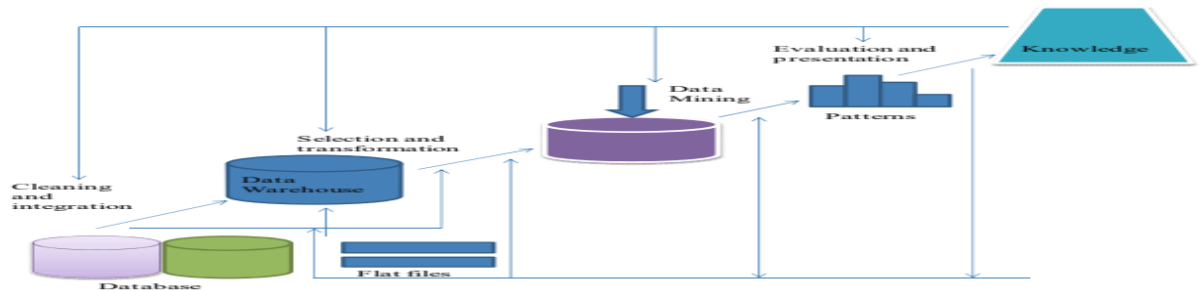 Evaluation and
presentation
Knowledge
Data
Mining
Patterns
Selection and
transformation
Data
Warehouse
Cleaning
and
integration
Flat files
Database